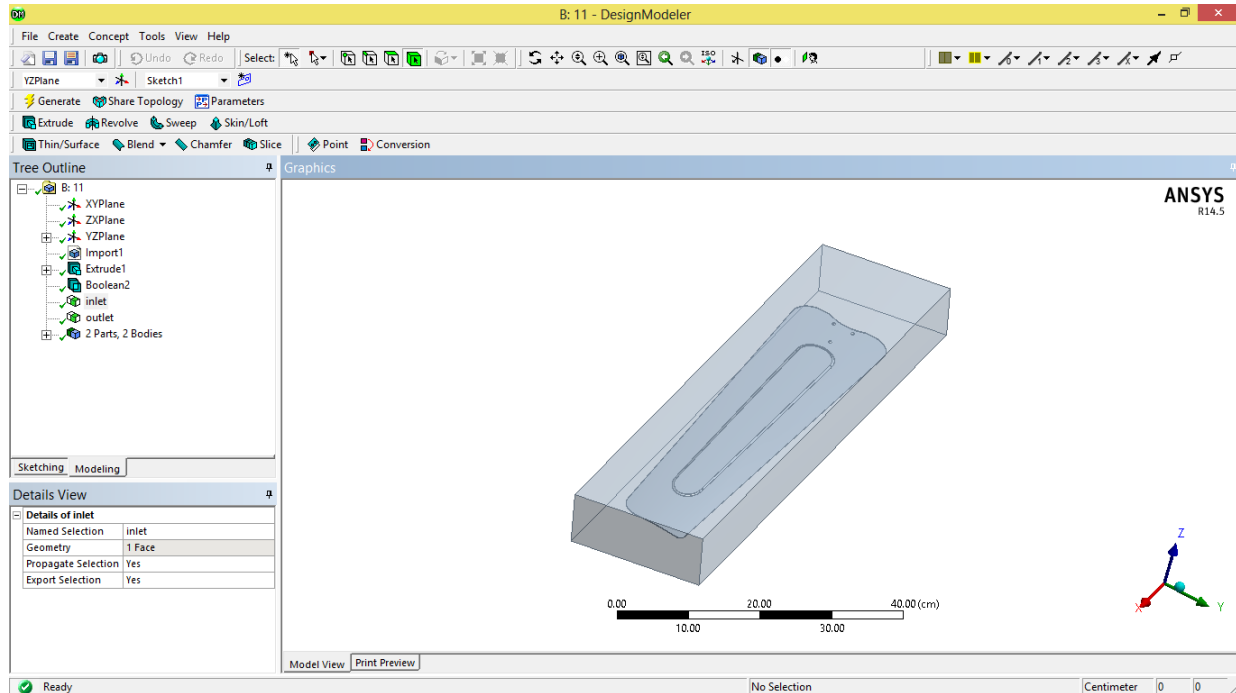 B: 11 - DesignModeler
File Create Concept Tools View Help
Undo Redo Select: ISO
YZPlane Sketch1
Generate Share Topology Parameters
Extrude Revolve Sweep Skin/Loft
Thin/Surface Blend Chamfer Slice Point Conversion
Tree Outline
B: 11
XYPlane
ZXPlane
YZPlane
Import1
Extrude1
Boolean2
inlet
outlet
2 Parts, 2 Bodies
Sketching Modeling
Details View
Details of inlet
Named Selection inlet
Geometry 1 Face
Propagate Selection Yes
Export Selection Yes
Graphics
ANSYS
R14.5
Z
X Y
0.00 20.00 40.00 (cm)
10.00 30.00
Model View Print Preview
Ready No Selection Centimeter 0 0